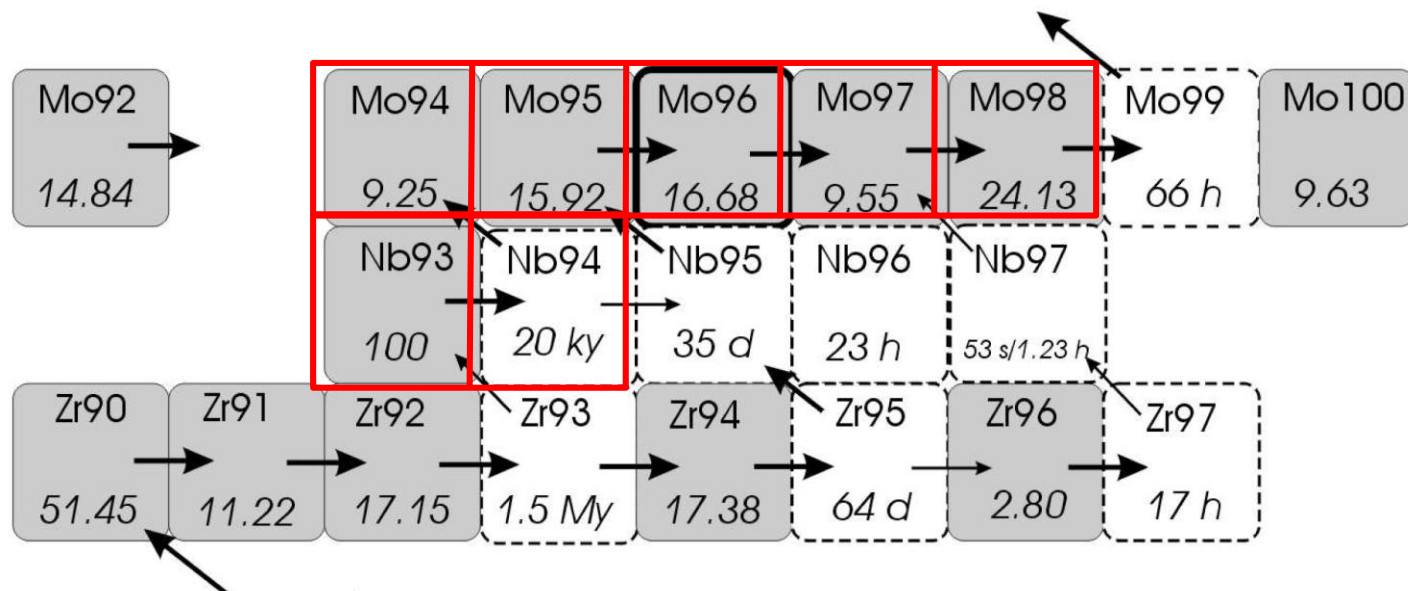 Mo92 Mo94 Mo95 Mo96 Mo97 Mo98 Mo99 Mo100
14.84 9.25 15.92 16.68 9.55 24.13 66 h 9.63
Nb93 Nb94 Nb95 Nb96 Nb97
100 20 ky 35 d 23 h 53 s/1.23 h
Zr90 Zr91 Zr92 Zr93 Zr94 Zr95 Zr96 Zr97
51.45 11.22 17.15 1.5 My 17.38 64 d 2.80 17 h